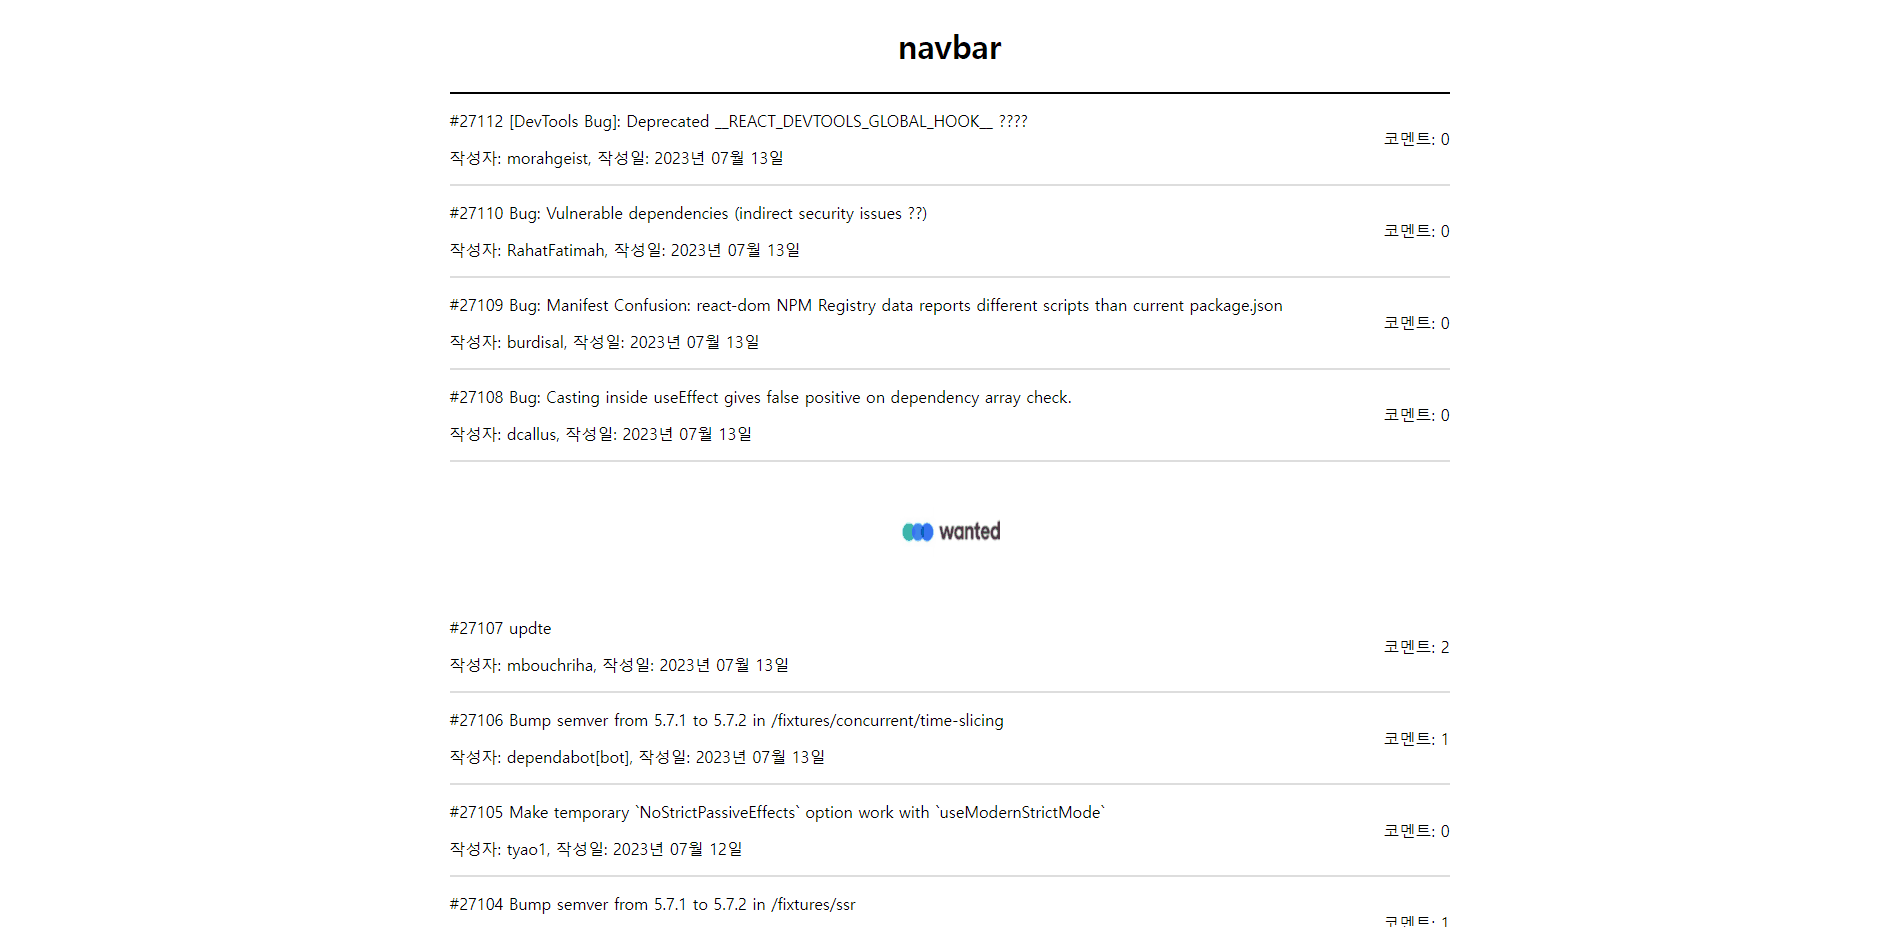 navbar
#27112 [DevTools Bug]: Deprecated __REACT_DEVTOOLS_GLOBAL_HOOK__ ????
코멘트: 0
작성자: morahgeist, 작성일: 2023년 07월 13일
#27110 Bug: Vulnerable dependencies (indirect security issues ??)
코멘트: 0
작성자: RahatFatimah, 작성일: 2023년 07월 13일
#27109 Bug: Manifest Confusion: react-dom NPM Registry data reports different scripts than current package.json
코멘트: 0
작성자: burdisal, 작성일: 2023년 07월 13일
#27108 Bug: Casting inside useEffect gives false positive on dependency array check.
코멘트: 0
작성자: dcallus, 작성일: 2023년 07월 13일
wanted
#27107 updte
코멘트: 2
작성자: mbouchriha, 작성일: 2023년 07월 13일
#27106 Bump semver from 5.7.1 to 5.7.2 in /fixtures/concurrent/time-slicing
코멘트: 1
작성자: dependabot[bot], 작성일: 2023년 07월 13일
#27105 Make temporary `NoStrictPassiveEffects` option work with `useModernStrictMode`
코멘트: 0
작성자: tyao1, 작성일: 2023년 07월 12일
#27104 Bump semver from 5.7.1 to 5.7.2 in /fixtures/ssr
코멘트: 1